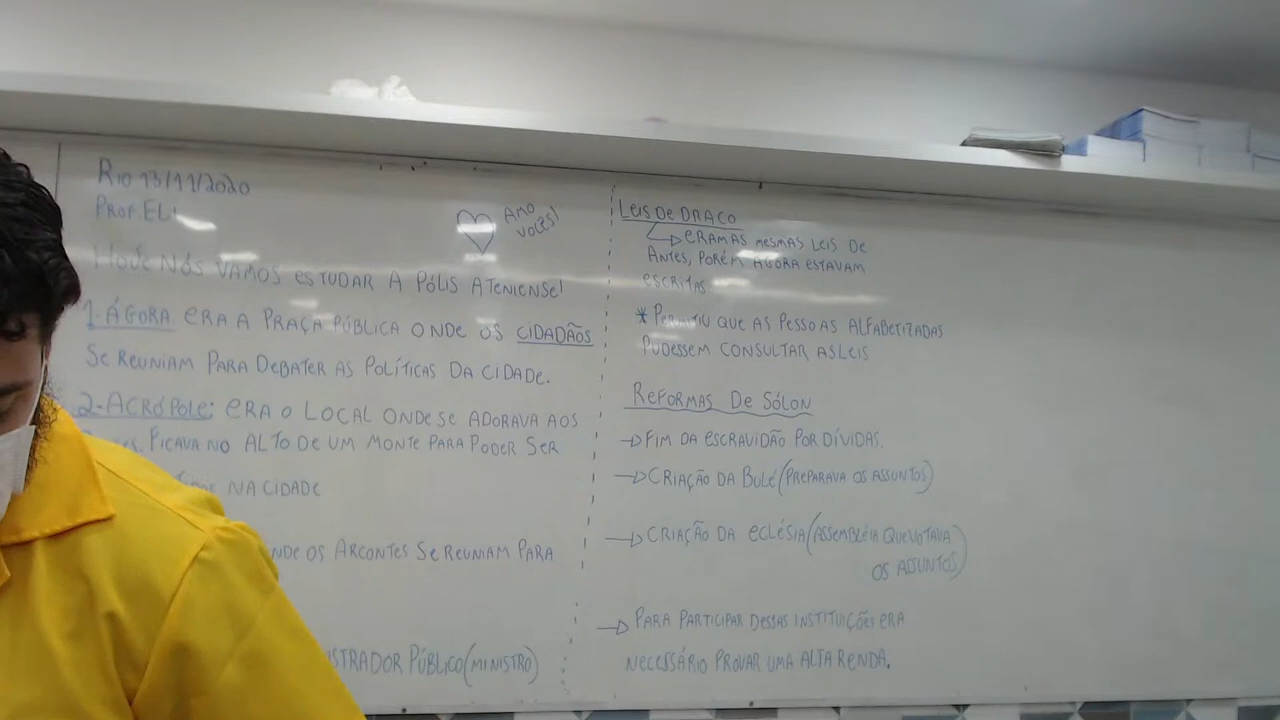 Rio 13/11/2020
Prof. Eli
AMO
VOCÊS!
Hoje Nós VAMOS ESTUDAR A PÓLIS ATENIENSE!
1-ÁGORA ERA A PRAÇA PÚBLICA ONDE OS CIDADÃOS
SE REUNIAM PARA DEBATER AS POLÍTICAS DA CIDADE.
2-ACRÓPOLE: ERA O LOCAL ONDE SE ADORAVA AOS
FICAVA NO ALTO DE UM MONTE PARA PODER SER
NA CIDADE
NDE OS ARCONTES SE REUNIAM PARA
ISTRADOR PÚBLICO (MINISTRO)
LEIS DE DRACO
ERAM AS MESMAS LEIS DE
ANTES, PORÉM AGORA ESTAVAM
ESCRITAS
* PERMITIU QUE AS PESSOAS ALFABETIZADAS
PUDESSEM CONSULTAR AS LEIS
REFORMAS DE SÓLON
→ FIM DA ESCRAVIDÃO POR DÍVIDAS.
→ CRIAÇÃO DA BULÉ (PREPARAVA OS ASSUNTOS)
→ CRIAÇÃO DA ECLÉSIA (ASSEMBLÉIA QUE VOTAVA
OS ASSUNTOS)
→ PARA PARTICIPAR DESSAS INSTITUIÇÕES ERA
NECESSÁRIO PROVAR UMA ALTA RENDA.